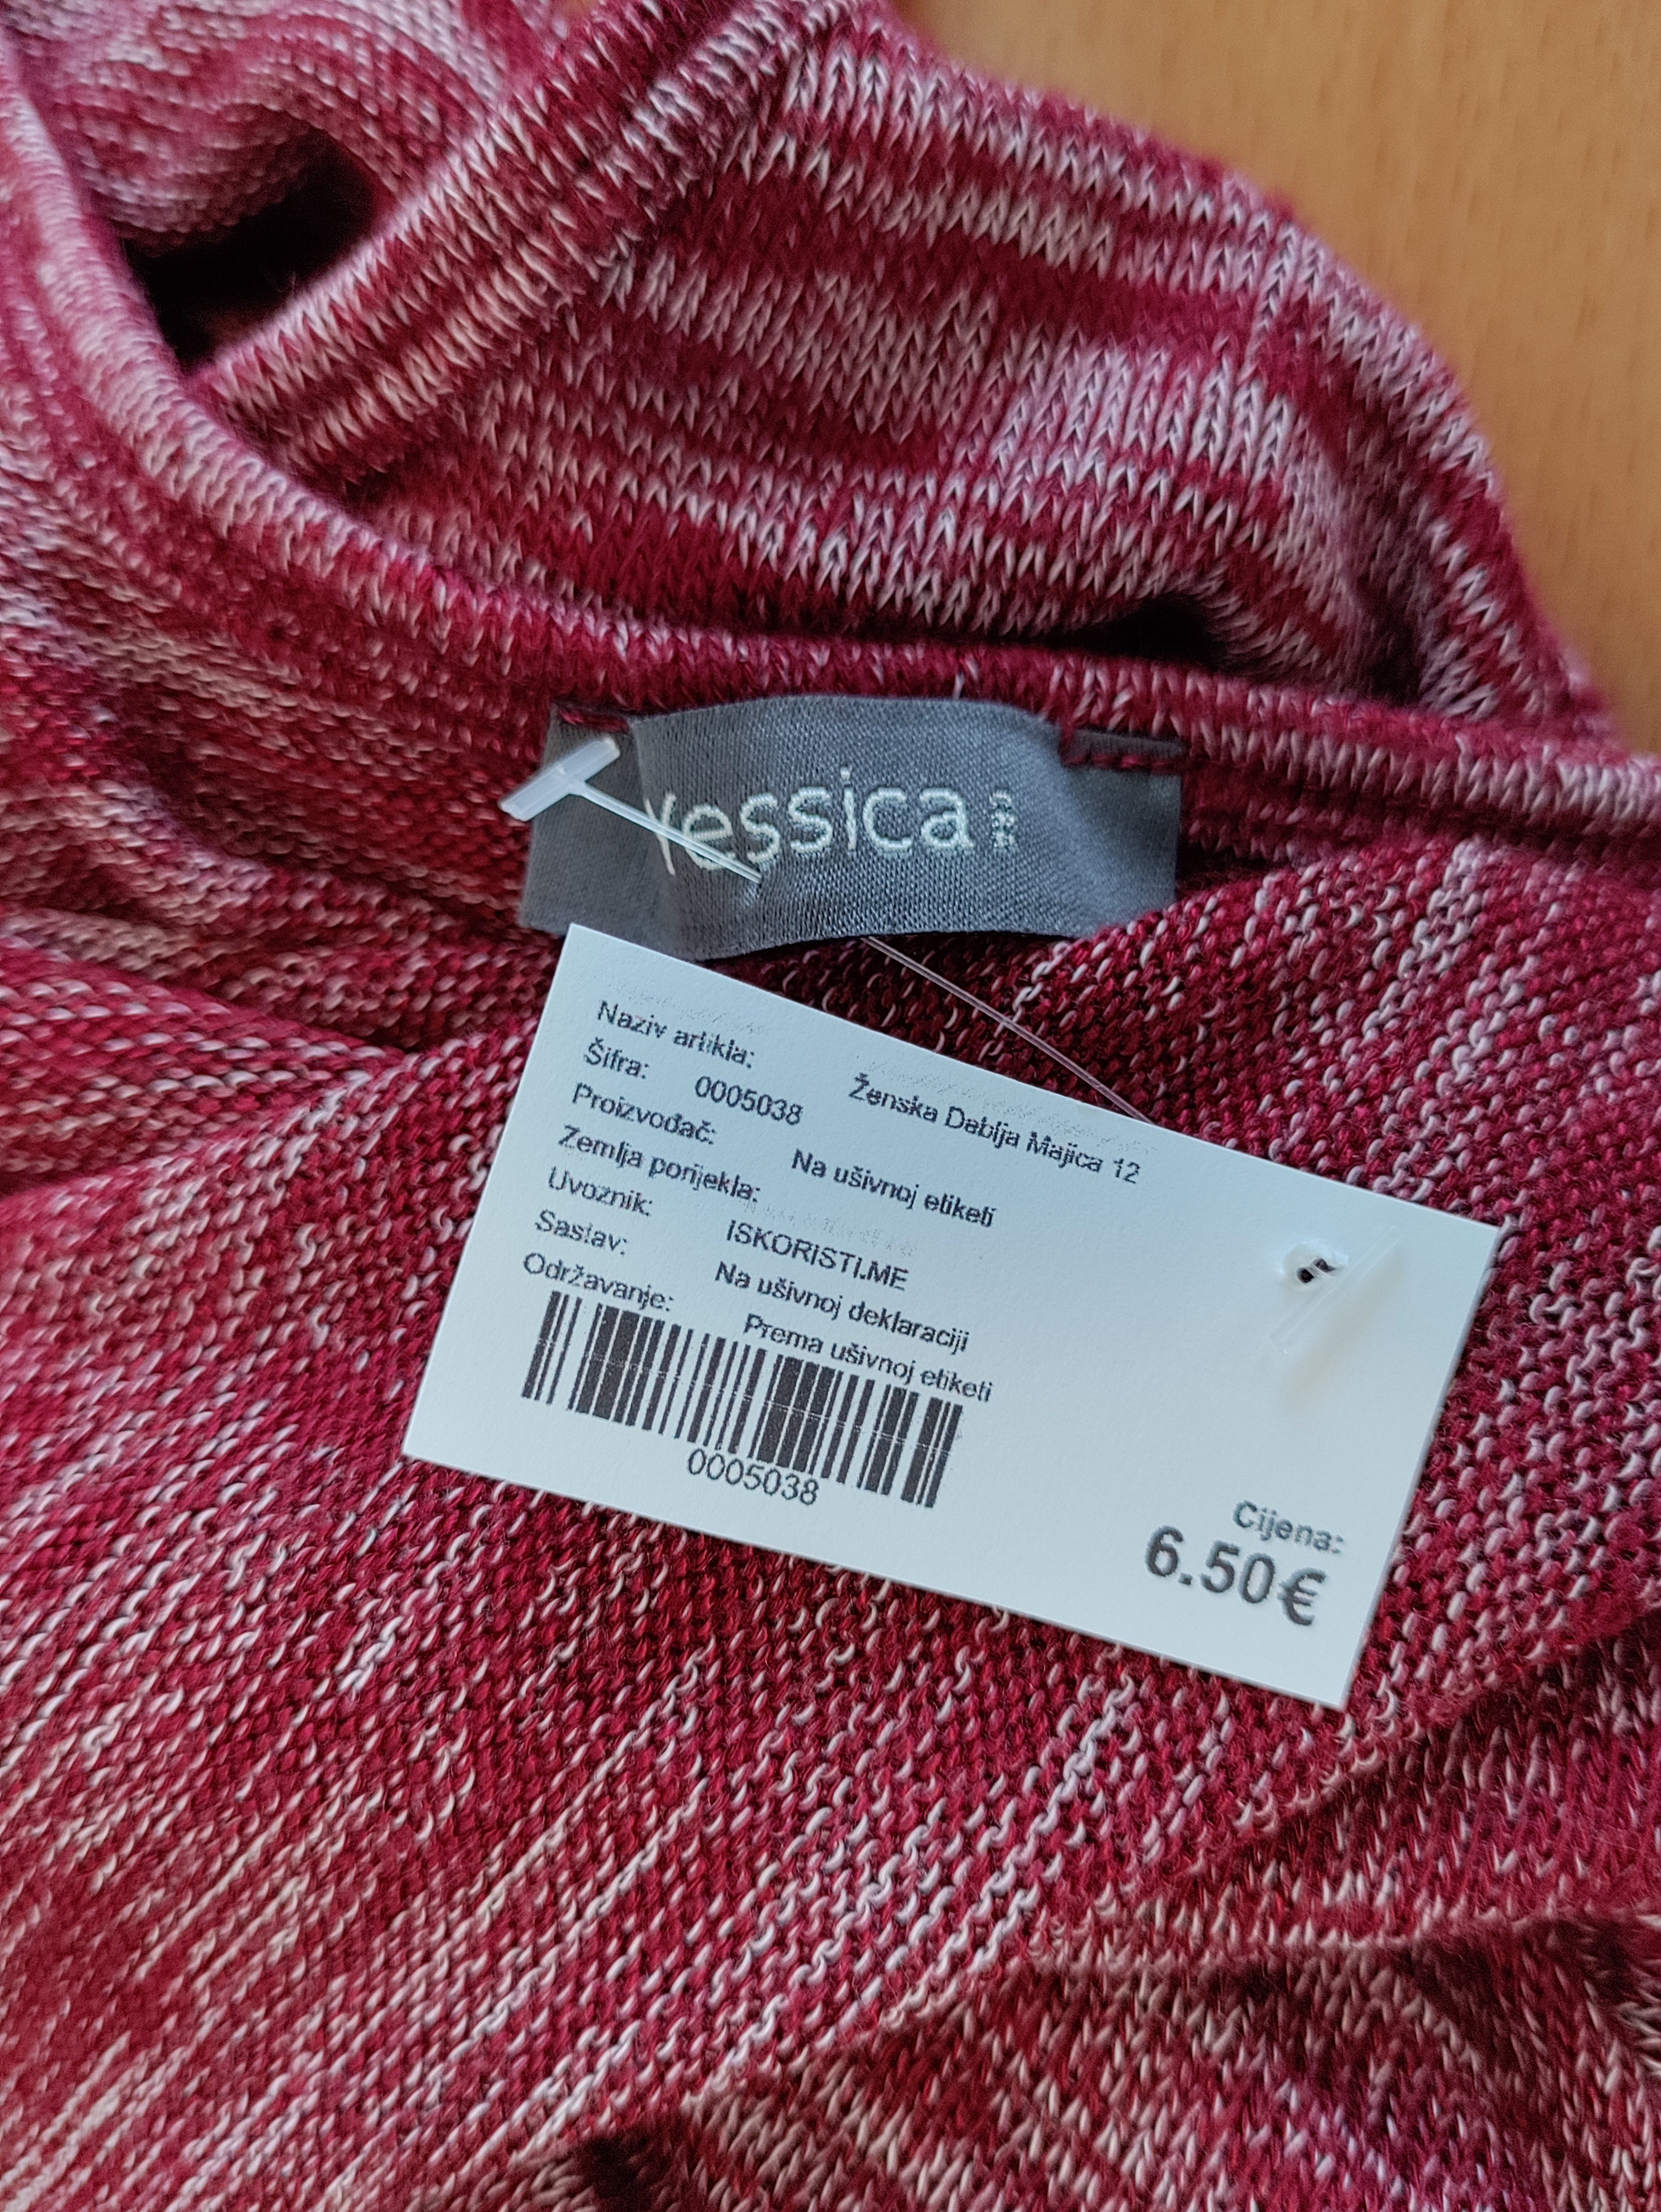 Yessica
C&A
Naziv artikla: Ženska Dablja Majica 12
Šifra: 0005038
Proizvođač: Na ušivnoj etiketi
Zemlja porijekla:
Uvoznik: ISKORISTI.ME
Sastav: Na ušivnoj deklaraciji
Održavanje: Prema ušivnoj etiketi
0005038
Cijena:
6.50€